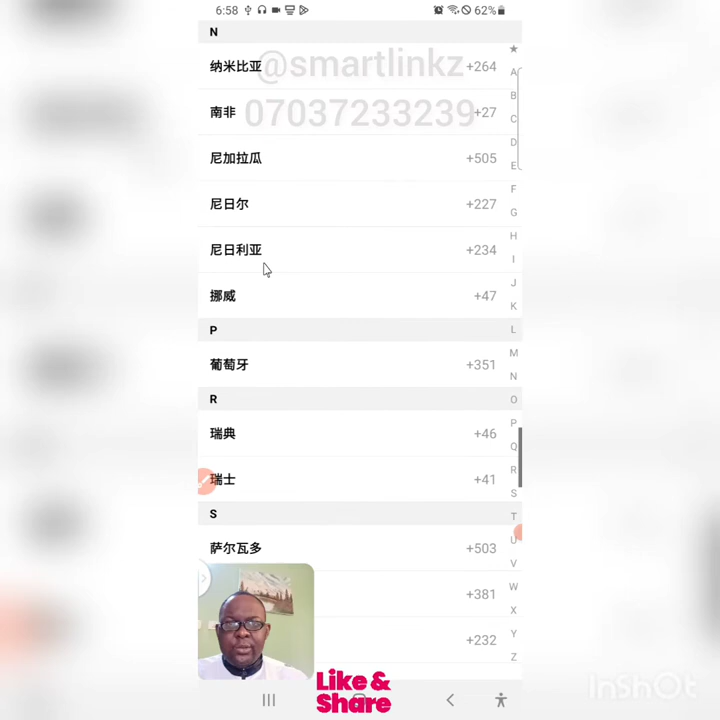 6:58
62%
N
纳米比亚 +264
@smartlinkz
南非 +27
07037233239
尼加拉瓜 +505
尼日尔 +227
尼日利亚 +234
挪威 +47
P
葡萄牙 +351
R
瑞典 +46
瑞士 +41
S
萨尔瓦多 +503
+381
+232
★
A
B
C
D
E
F
G
H
I
J
K
L
M
N
O
P
Q
R
S
T
U
V
W
X
Y
Z
Like &
Share
InShOt